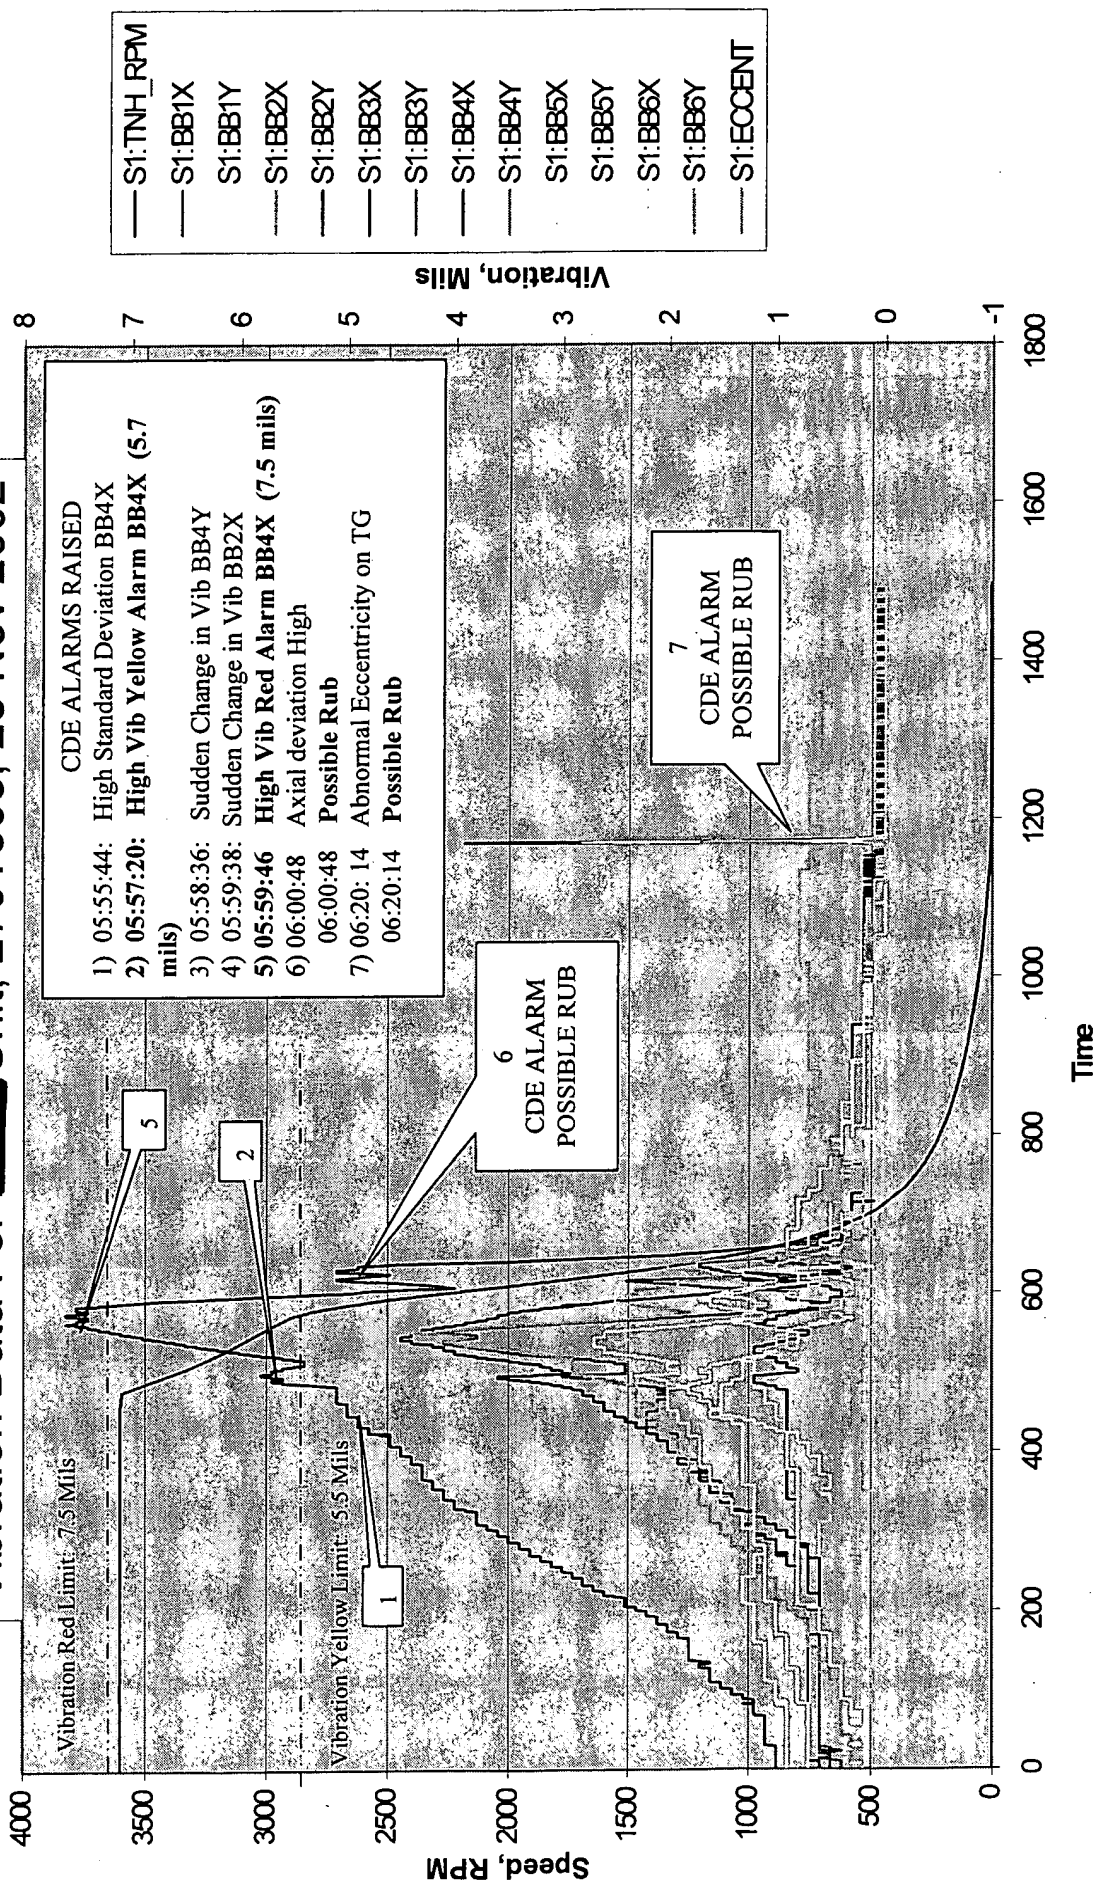 Vibration Red Limit: 7.5 Mils
Vibration Yellow Limit: 5.5 Mils
CDE ALARMS RAISED
1) 05:55:44: High Standard Deviation BB4X
2) 05:57:20: High Vib Yellow Alarm BB4X (5.7
mils)
3) 05:58:36: Sudden Change in Vib BB4Y
4) 05:59:38: Sudden Change in Vib BB2X
5) 05:59:46 High Vib Red Alarm BB4X (7.5 mils)
6) 06:00:48 Axial deviation High
06:00:48 Possible Rub
7) 06:20: 14 Abnormal Eccentricity on TG
06:20:14 Possible Rub
5
2
1
6
CDE ALARM
POSSIBLE RUB
7
CDE ALARM
POSSIBLE RUB
Speed, RPM
4000
3500
3000
2500
2000
1500
1000
500
0
0
200
400
600
800
1000
1200
1400
1600
1800
Time
8
7
6
5
4
3
2
1
0
-1
Vibration, Mils
S1:TNH_RPM
S1:BB1X
S1:BB1Y
S1:BB2X
S1:BB2Y
S1:BB3X
S1:BB3Y
S1:BB4X
S1:BB4Y
S1:BB5X
S1:BB5Y
S1:BB6X
S1:BB6Y
S1:ECCENT